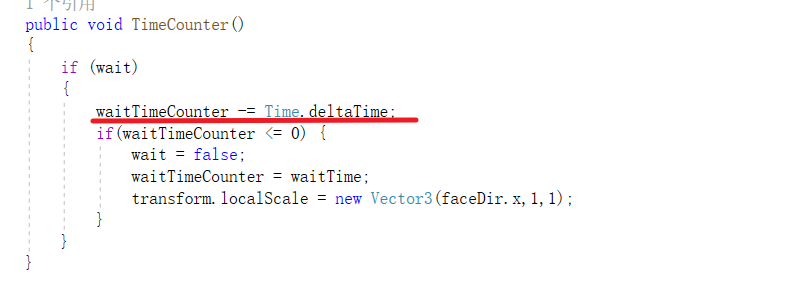 1 个引用
public void TimeCounter()
{
if (wait)
{
waitTimeCounter -= Time.deltaTime;
if(waitTimeCounter <= 0) {
wait = false;
waitTimeCounter = waitTime;
transform.localScale = new Vector3(faceDir.x,1,1);
}
}
}